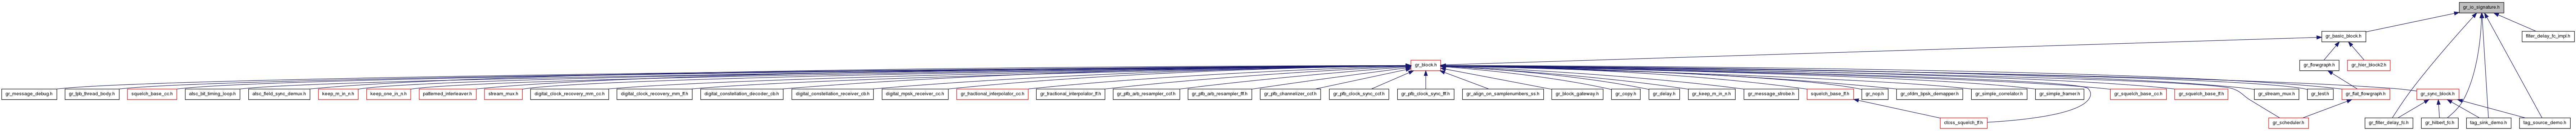 gr_io_signature.h
gr_basic_block.h
filter_delay_fc_impl.h
gr_block.h
gr_flowgraph.h
gr_hier_block2.h
gr_message_debug.h
gr_tpb_thread_body.h
squelch_base_cc.h
atsc_bit_timing_loop.h
atsc_field_sync_demux.h
keep_m_in_n.h
keep_one_in_n.h
patterned_interleaver.h
stream_mux.h
digital_clock_recovery_mm_cc.h
digital_clock_recovery_mm_ff.h
digital_constellation_decoder_cb.h
digital_constellation_receiver_cb.h
digital_mpsk_receiver_cc.h
gr_fractional_interpolator_cc.h
gr_fractional_interpolator_ff.h
gr_pfb_arb_resampler_ccf.h
gr_pfb_arb_resampler_fff.h
gr_pfb_channelizer_ccf.h
gr_pfb_clock_sync_ccf.h
gr_pfb_clock_sync_fff.h
gr_align_on_samplenumbers_ss.h
gr_block_gateway.h
gr_copy.h
gr_delay.h
gr_keep_m_in_n.h
gr_message_strobe.h
squelch_base_ff.h
gr_nop.h
gr_ofdm_bpsk_demapper.h
gr_simple_correlator.h
gr_simple_framer.h
gr_squelch_base_cc.h
gr_squelch_base_ff.h
gr_stream_mux.h
gr_test.h
gr_flat_flowgraph.h
gr_sync_block.h
ctcss_squelch_ff.h
gr_scheduler.h
gr_filter_delay_fc.h
gr_hilbert_fc.h
tag_sink_demo.h
tag_source_demo.h